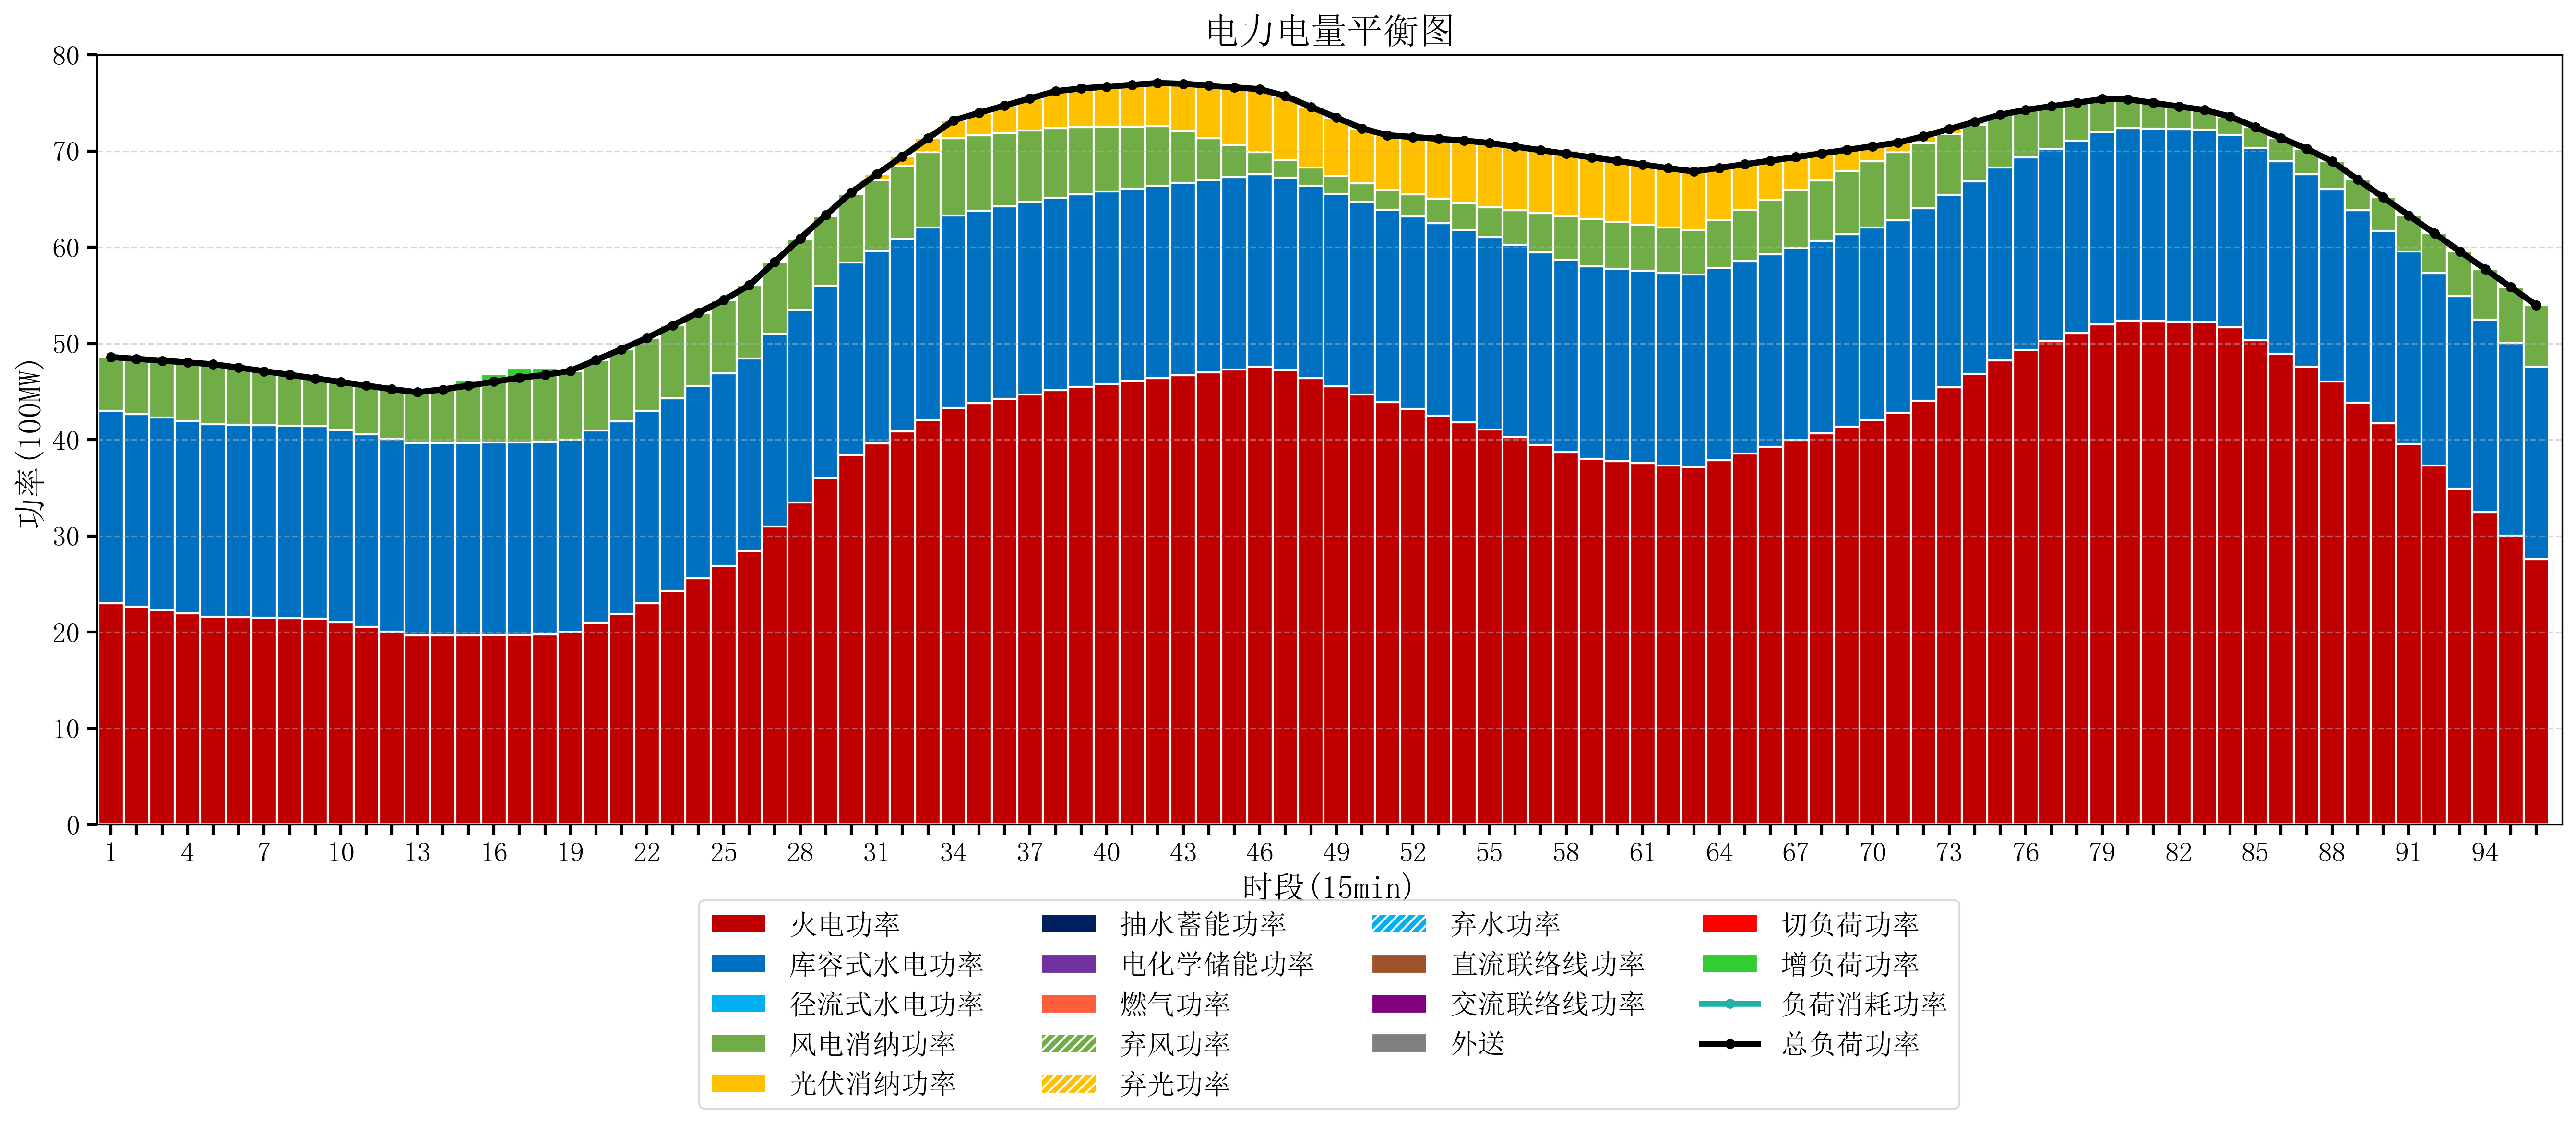 电力电量平衡图
80
70
60
50
40
30
20
10
0
功率(100MW)
1 4 7 10 13 16 19 22 25 28 31 34 37 40 43 46 49 52 55 58 61 64 67 70 73 76 79 82 85 88 91 94
时段(15min)
火电功率
库容式水电功率
径流式水电功率
风电消纳功率
光伏消纳功率
抽水蓄能功率
电化学储能功率
燃气功率
弃风功率
弃光功率
弃水功率
直流联络线功率
交流联络线功率
外送
切负荷功率
增负荷功率
负荷消耗功率
总负荷功率